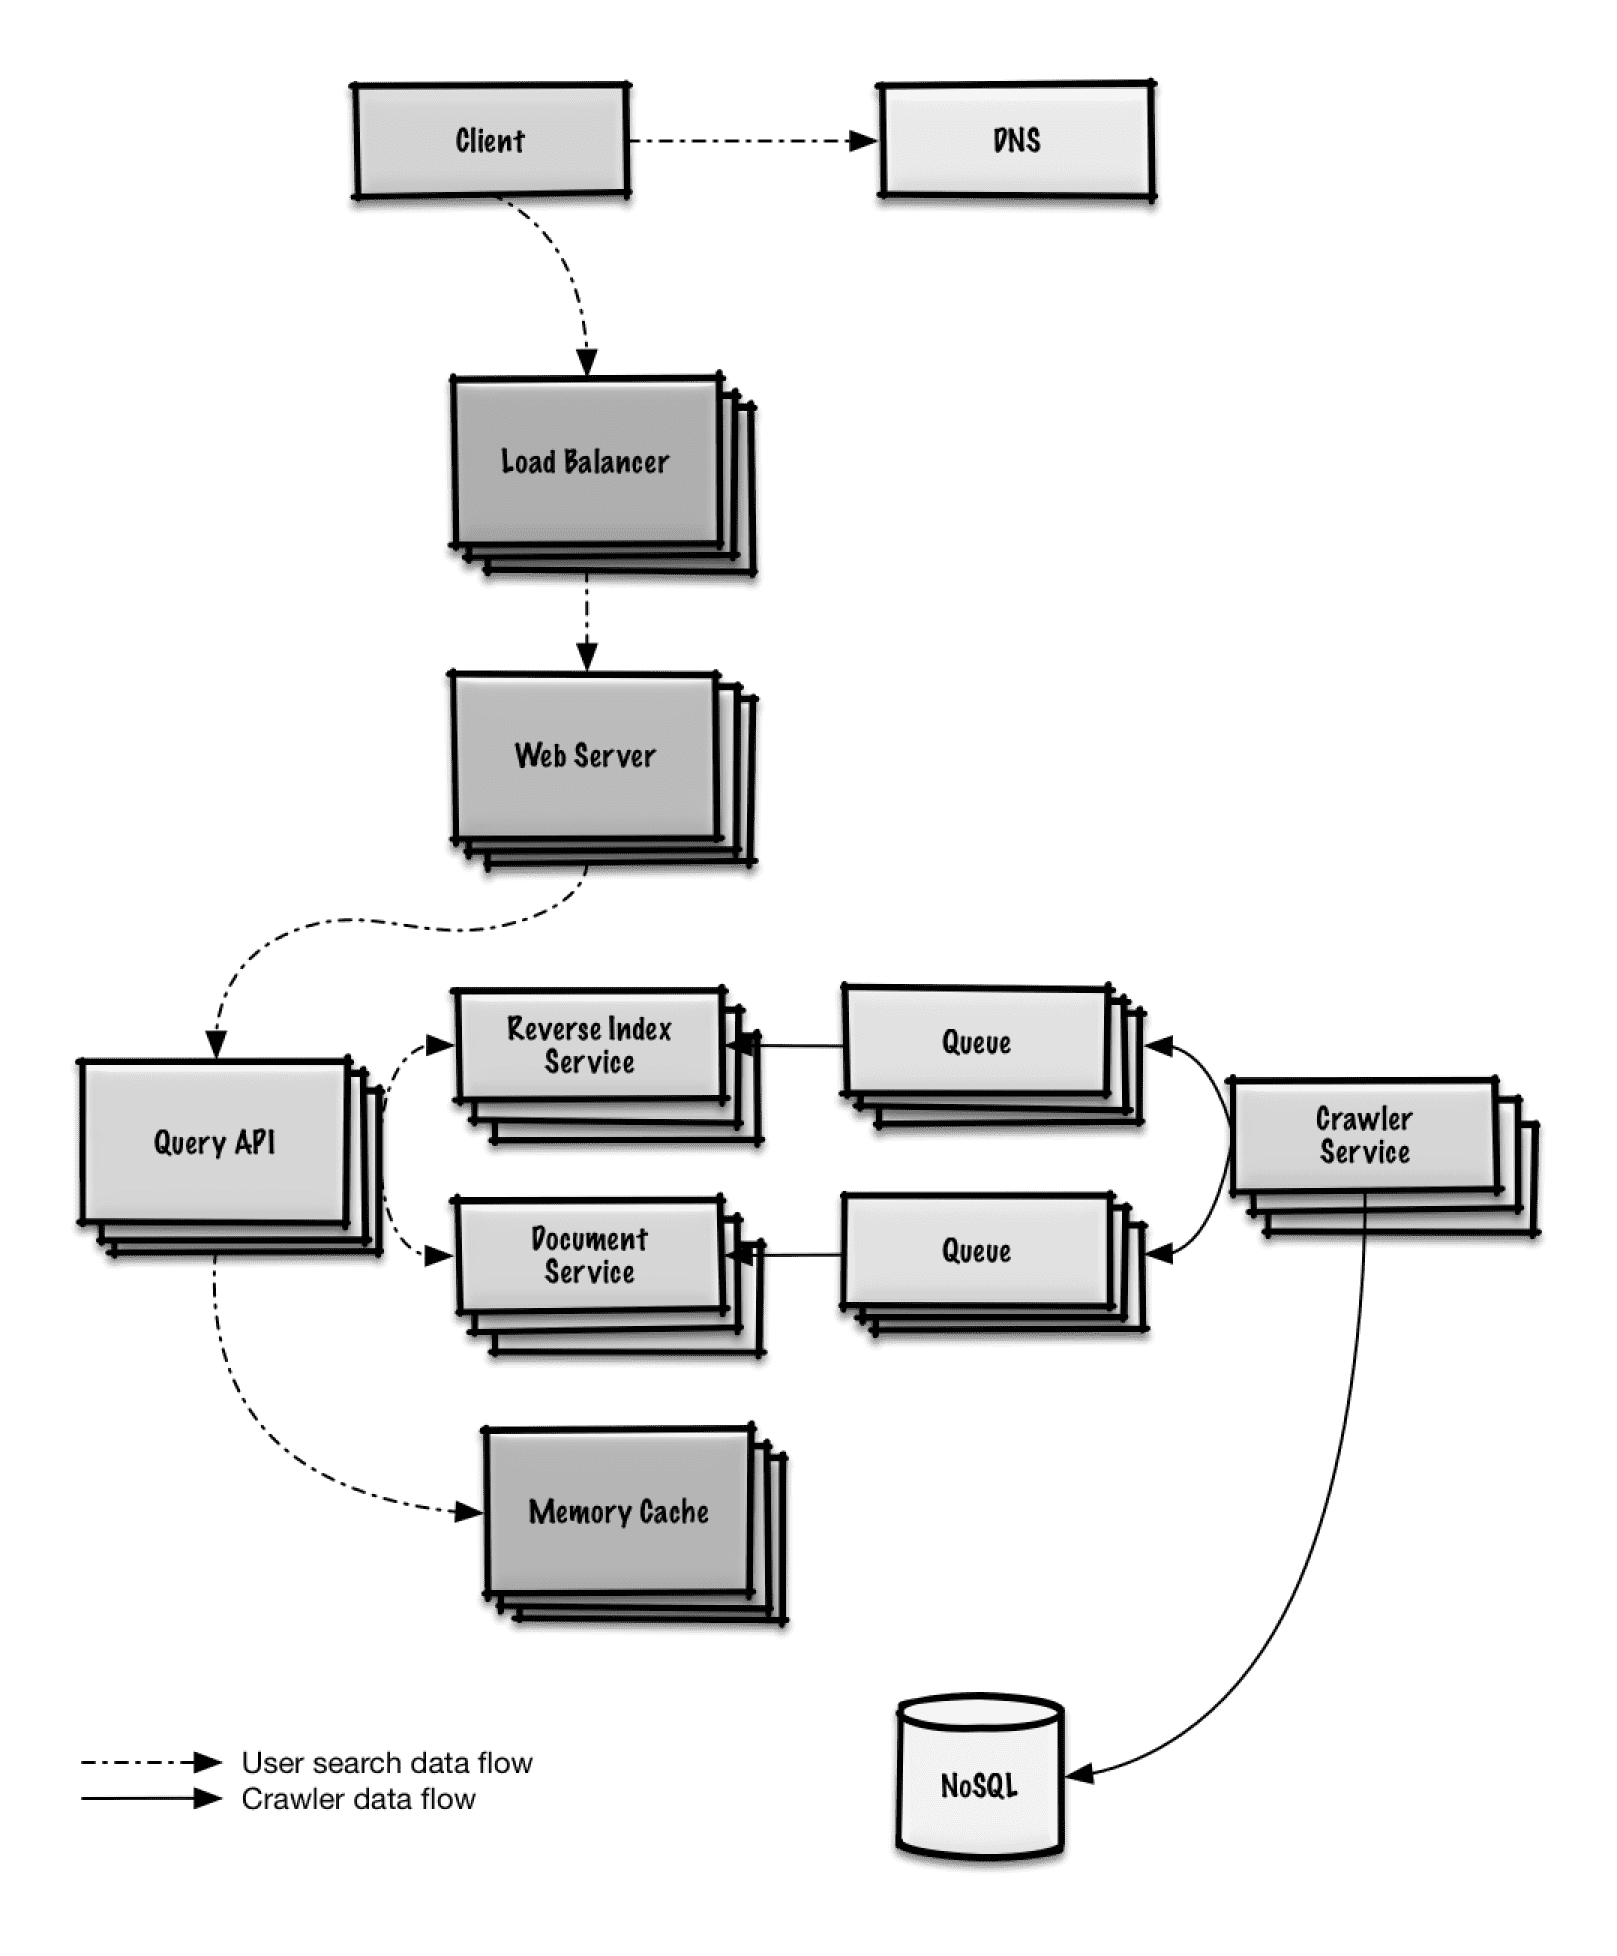 Client
DNS
Load Balancer
Web Server
Reverse Index
Service
Queue
Crawler
Service
Query API
Document
Service
Queue
Memory Cache
NoSQL
User search data flow
Crawler data flow